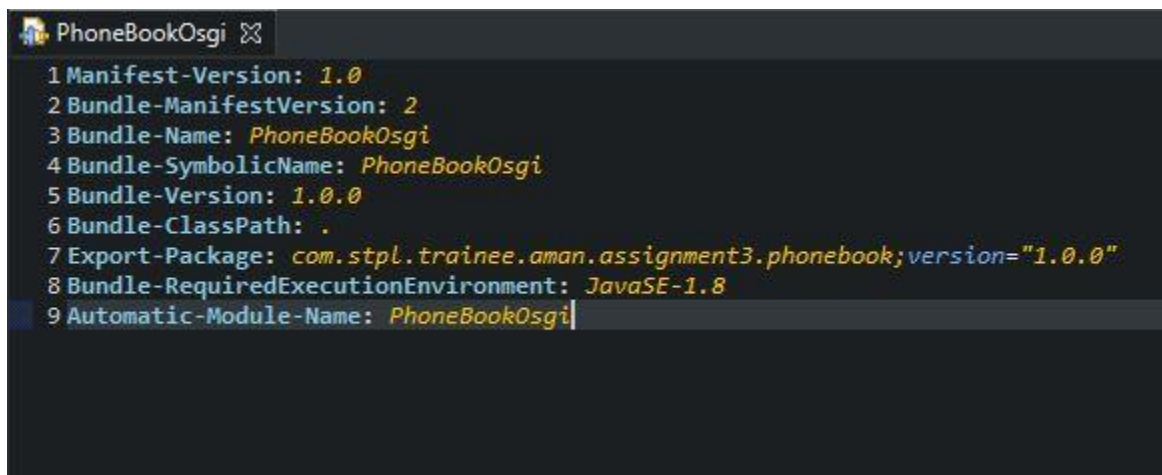 PhoneBookOsgi
1 Manifest-Version: 1.0
2 Bundle-ManifestVersion: 2
3 Bundle-Name: PhoneBookOsgi
4 Bundle-SymbolicName: PhoneBookOsgi
5 Bundle-Version: 1.0.0
6 Bundle-ClassPath: .
7 Export-Package: com.stpl.trainee.aman.assignment3.phonebook;version="1.0.0"
8 Bundle-RequiredExecutionEnvironment: JavaSE-1.8
9 Automatic-Module-Name: PhoneBookOsgi